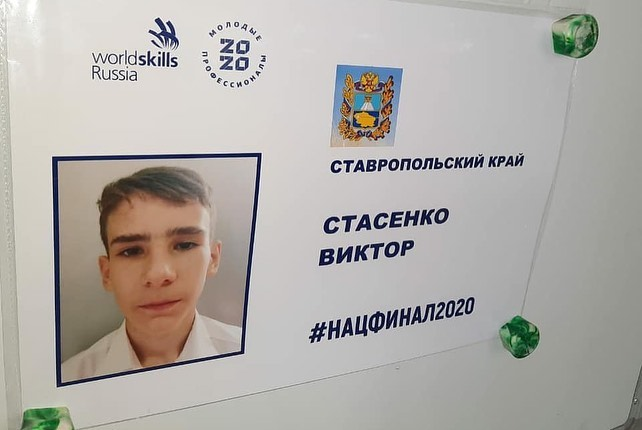 worldskills
Russia
МОЛОДЫЕ
2020
ПРОФЕССИОНАЛЫ
СТАВРОПОЛЬСКИЙ КРАЙ
СТАСЕНКО
ВИКТОР
#НАЦФИНАЛ2020